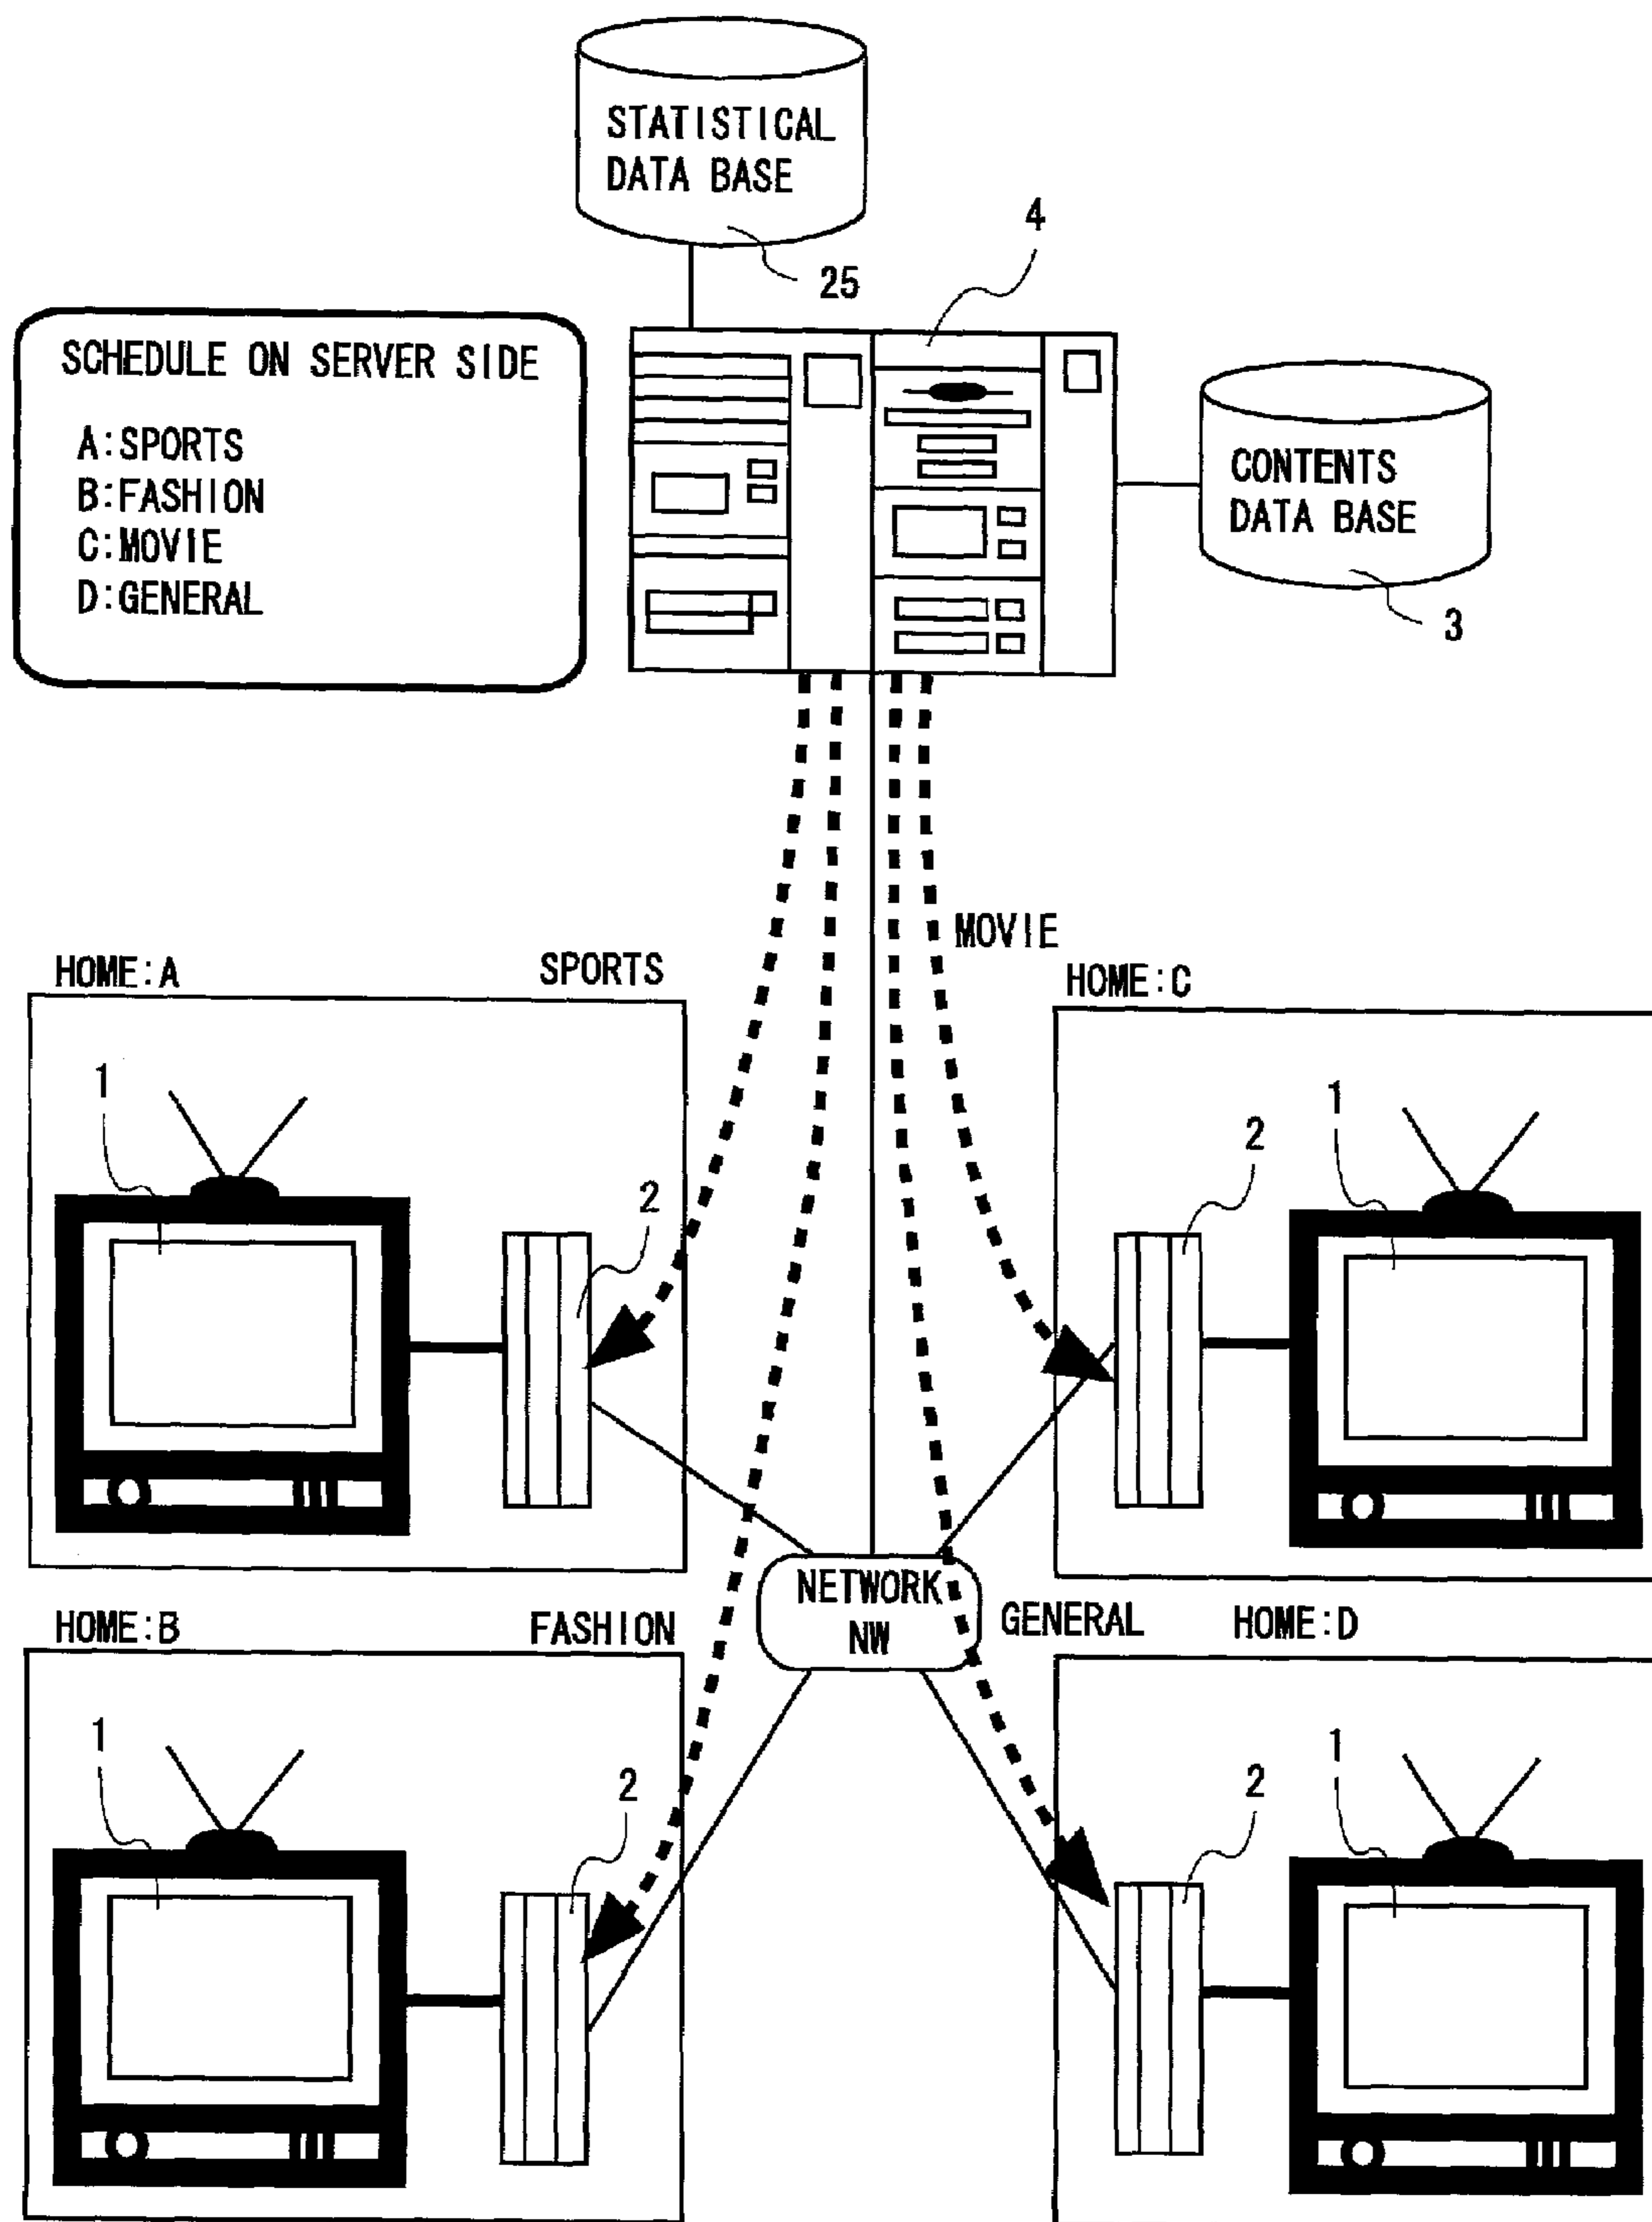 STATISTICAL
DATA BASE
25
4
SCHEDULE ON SERVER SIDE
A:SPORTS
B:FASHION
C:MOVIE
D:GENERAL
CONTENTS
DATA BASE
3
MOVIE
HOME:A
SPORTS
HOME:C
1
2
2
1
NETWORK
NW
HOME:B
FASHION
GENERAL
HOME:D
1
2
2
1